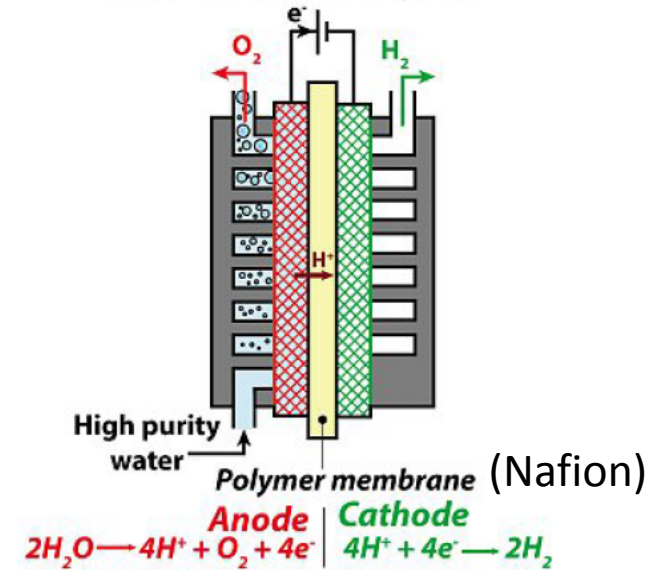 e⁻
O₂
H₂
H⁺
High purity
water
Polymer membrane (Nafion)
Anode | Cathode
2H₂O → 4H⁺ + O₂ + 4e⁻ | 4H⁺ + 4e⁻ → 2H₂